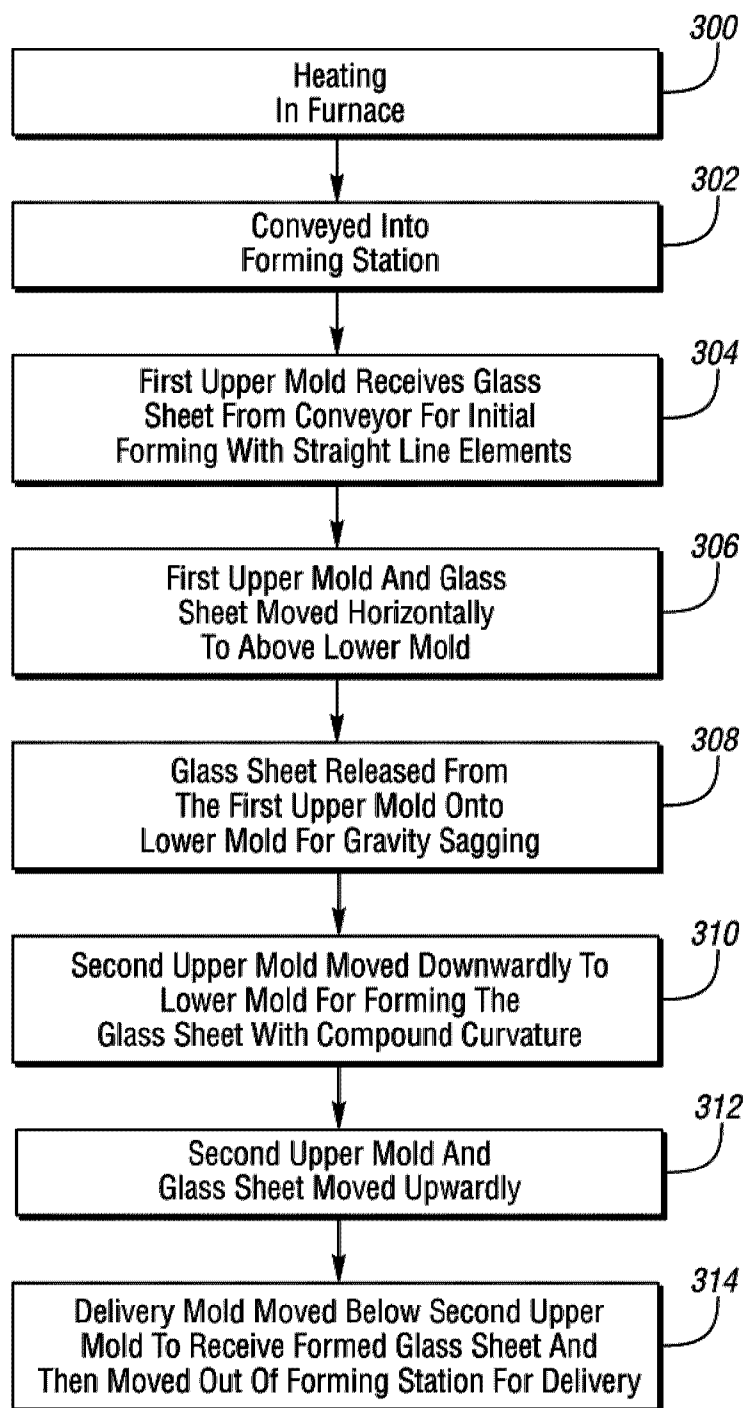 300
Heating
In Furnace
302
Conveyed Into
Forming Station
304
First Upper Mold Receives Glass
Sheet From Conveyor For Initial
Forming With Straight Line Elements
306
First Upper Mold And Glass
Sheet Moved Horizontally
To Above Lower Mold
308
Glass Sheet Released From
The First Upper Mold Onto
Lower Mold For Gravity Sagging
310
Second Upper Mold Moved Downwardly To
Lower Mold For Forming The
Glass Sheet With Compound Curvature
312
Second Upper Mold And
Glass Sheet Moved Upwardly
314
Delivery Mold Moved Below Second Upper
Mold To Receive Formed Glass Sheet And
Then Moved Out Of Forming Station For Delivery